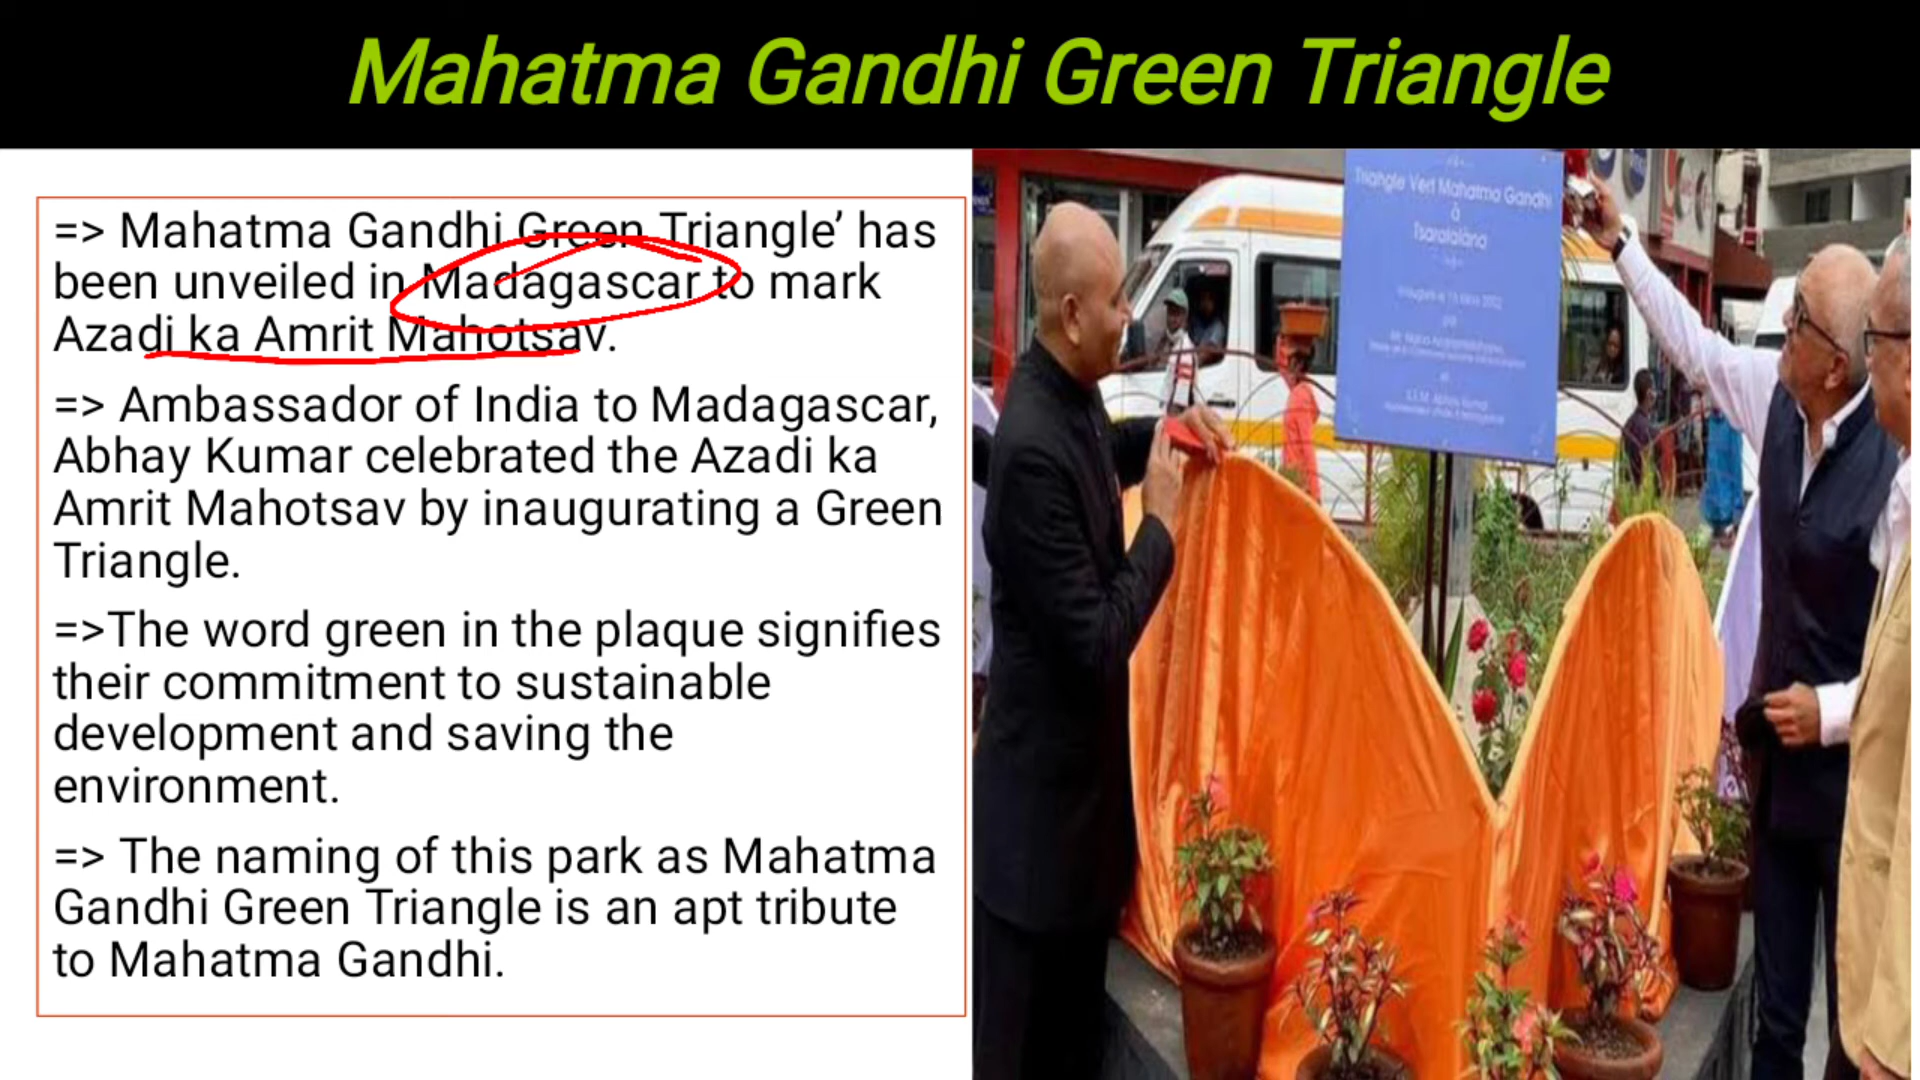 Mahatma Gandhi Green Triangle
=> Mahatma Gandhi Green Triangle’ has
been unveiled in Madagascar to mark
Azadi ka Amrit Mahotsav.
=> Ambassador of India to Madagascar,
Abhay Kumar celebrated the Azadi ka
Amrit Mahotsav by inaugurating a Green
Triangle.
=>The word green in the plaque signifies
their commitment to sustainable
development and saving the
environment.
=> The naming of this park as Mahatma
Gandhi Green Triangle is an apt tribute
to Mahatma Gandhi.
Triangle Vert Mahatma Gandhi
à
Tsaralalàna